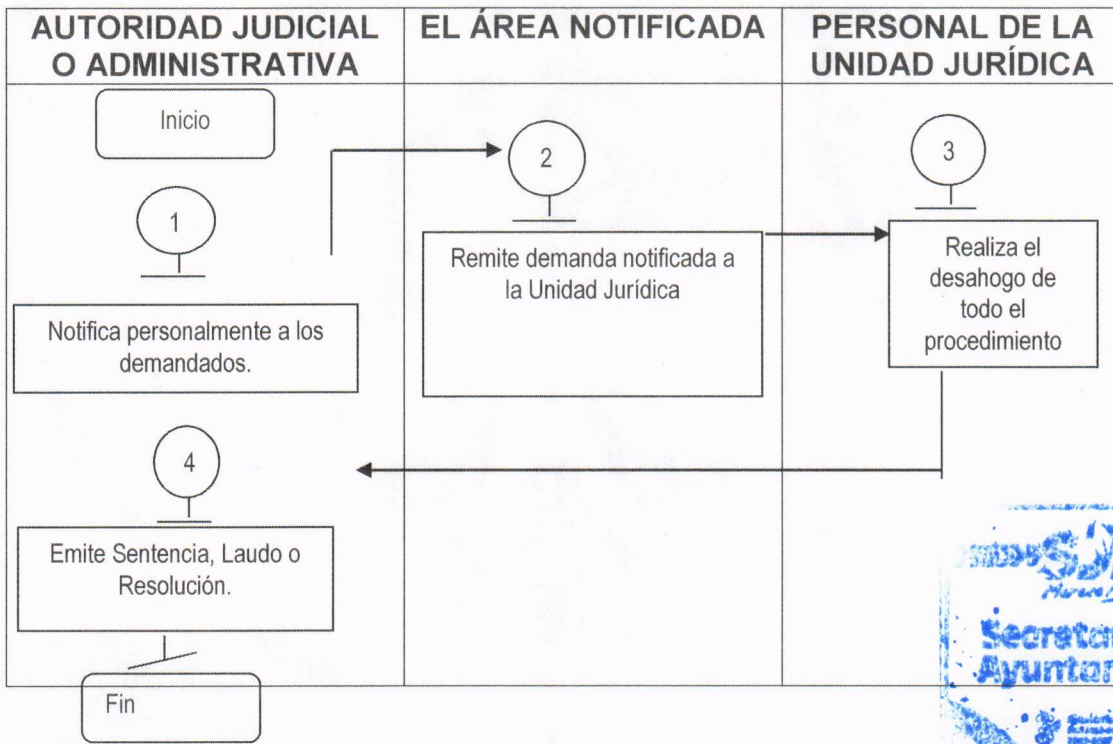 AUTORIDAD JUDICIAL
O ADMINISTRATIVA
EL ÁREA NOTIFICADA
PERSONAL DE LA
UNIDAD JURÍDICA
Inicio
1
2
3
Notifica personalmente a los
demandados.
Remite demanda notificada a
la Unidad Jurídica
Realiza el
desahogo de
todo el
procedimiento
4
Emite Sentencia, Laudo o
Resolución.
Fin